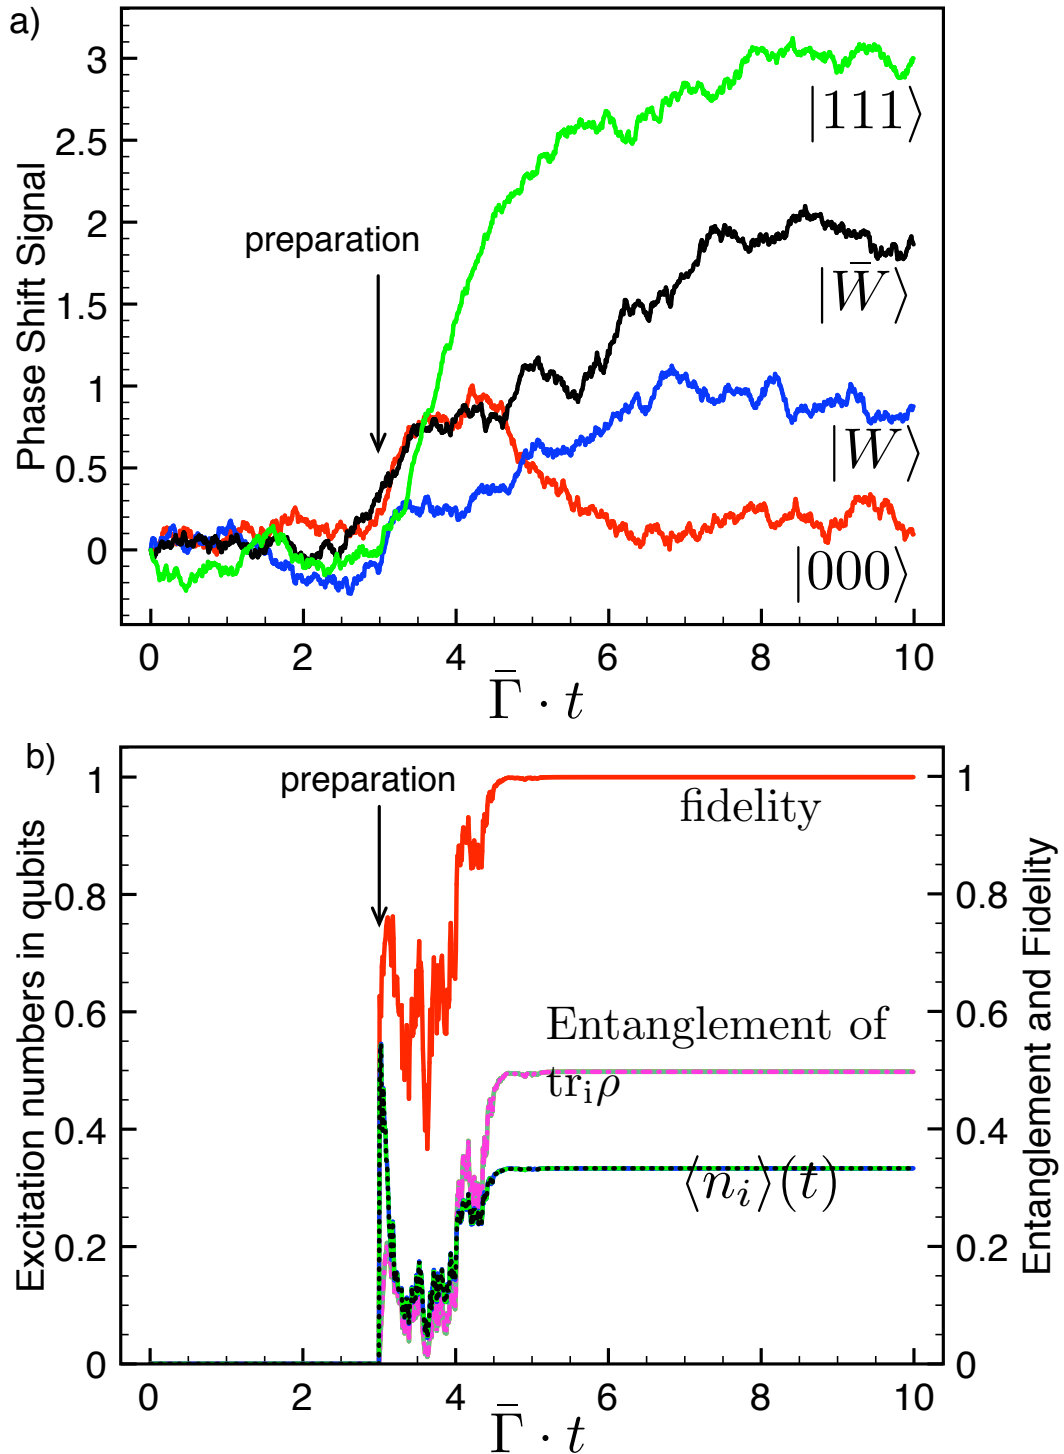 a)
3
2.5
2
1.5
1
0.5
0
Phase Shift Signal
preparation
|111⟩
|W̄⟩
|W⟩
|000⟩
0 2 4 6 8 10
Γ̄ · t
b)
1
0.8
0.6
0.4
0.2
0
Excitation numbers in qubits
preparation
fidelity
Entanglement of
trᵢρ
⟨nᵢ⟩(t)
1
0.8
0.6
0.4
0.2
0
Entanglement and Fidelity
0 2 4 6 8 10
Γ̄ · t